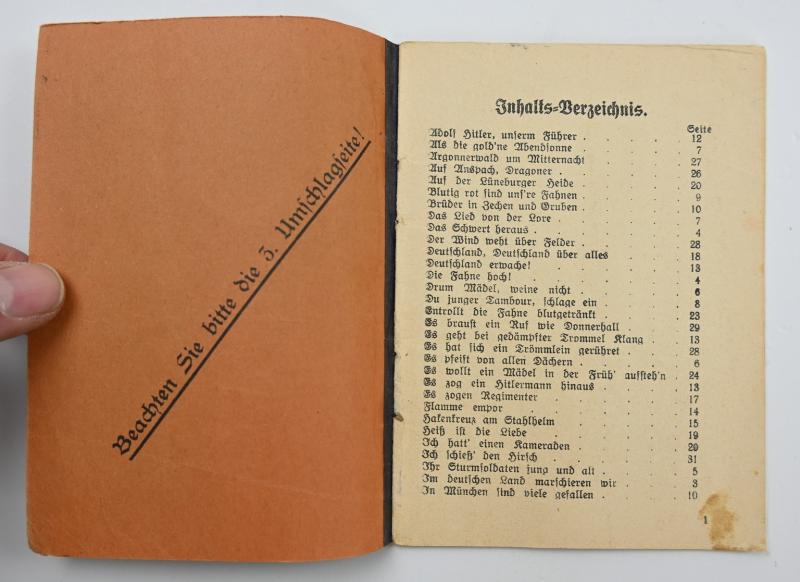 Beachten Sie bitte die 3. Umschlagseite!
Inhalts=Verzeichnis.
Seite
Adolf Hitler, unserm Führer . . . . . 12
Als die gold'ne Abendsonne . . . . . 7
Argonnerwald um Mitternacht . . . . . 27
Auf Anspach, Dragoner . . . . . . 26
Auf der Lüneburger Heide . . . . . 20
Blutig rot sind uns're Fahnen . . . . . 9
Brüder in Zechen und Gruben . . . . . 10
Das Lied von der Lore . . . . . . 7
Das Schwert heraus . . . . . . . 4
Der Wind weht über Felder . . . . . 28
Deutschland, Deutschland über alles . . . . 18
Deutschland erwache! . . . . . . 13
Die Fahne hoch! . . . . . . . 4
Drum Mädel, weine nicht . . . . . . 6
Du junger Tambour, schlage ein . . . . . 8
Entrollt die Fahne blutgetränkt . . . . . 23
Es braust ein Ruf wie Donnerhall . . . . 29
Es geht bei gedämpfter Trommel Klang . . . 13
Es hat sich ein Trömmlein gerühret . . . . 28
Es pfeift von allen Dächern . . . . . 6
Es wollt ein Mädel in der Früh' aufsteh'n . 24
Es zog ein Hitlermann hinaus . . . . . 13
Es zogen Regimenter . . . . . . 17
Flamme empor . . . . . . . 14
Hakenkreuz am Stahlhelm . . . . . 15
Heiß ist die Liebe . . . . . . . 19
Ich hatt' einen Kameraden . . . . . 20
Ich schieß' den Hirsch . . . . . . 31
Ihr Sturmsoldaten jung und alt . . . . . 5
Im deutschen Land marschieren wir . . . . 3
In München sind viele gefallen . . . . . 10
1